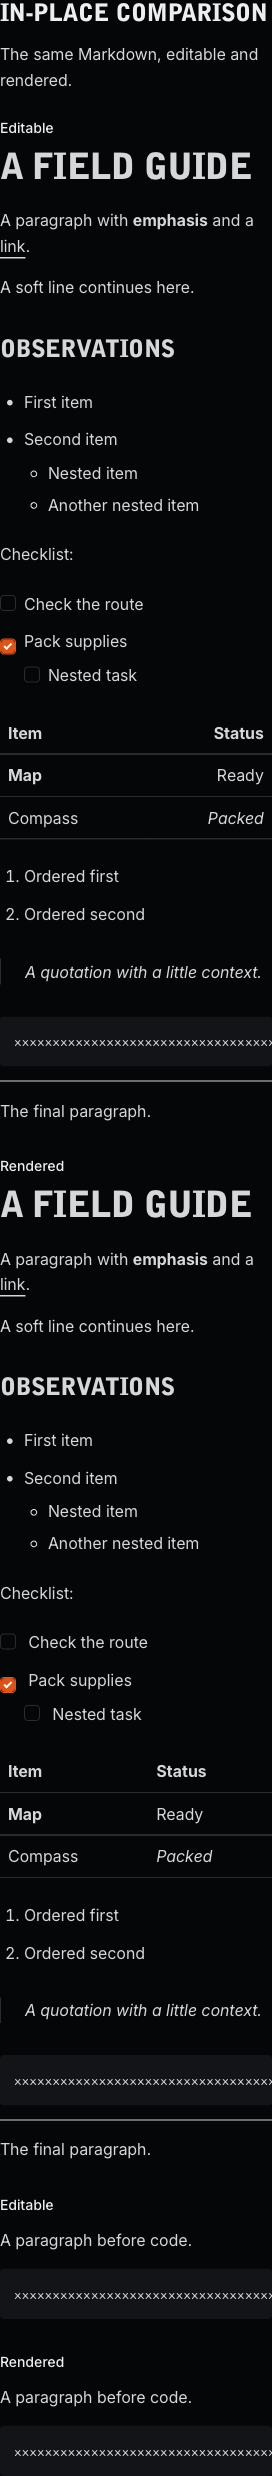 IN-PLACE COMPARISON
The same Markdown, editable and
rendered.
Editable
A FIELD GUIDE
A paragraph with emphasis and a
link.
A soft line continues here.
OBSERVATIONS
• First item
• Second item
◦ Nested item
◦ Another nested item
Checklist:
Check the route
Pack supplies
Nested task
Item Status
Map Ready
Compass Packed
1. Ordered first
2. Ordered second
A quotation with a little context.
xxxxxxxxxxxxxxxxxxxxxxxxxxxxxxxxxx
The final paragraph.
Rendered
A FIELD GUIDE
A paragraph with emphasis and a
link.
A soft line continues here.
OBSERVATIONS
• First item
• Second item
◦ Nested item
◦ Another nested item
Checklist:
Check the route
Pack supplies
Nested task
Item Status
Map Ready
Compass Packed
1. Ordered first
2. Ordered second
A quotation with a little context.
xxxxxxxxxxxxxxxxxxxxxxxxxxxxxxxxxx
The final paragraph.
Editable
A paragraph before code.
xxxxxxxxxxxxxxxxxxxxxxxxxxxxxxxxxx
Rendered
A paragraph before code.
xxxxxxxxxxxxxxxxxxxxxxxxxxxxxxxxxx